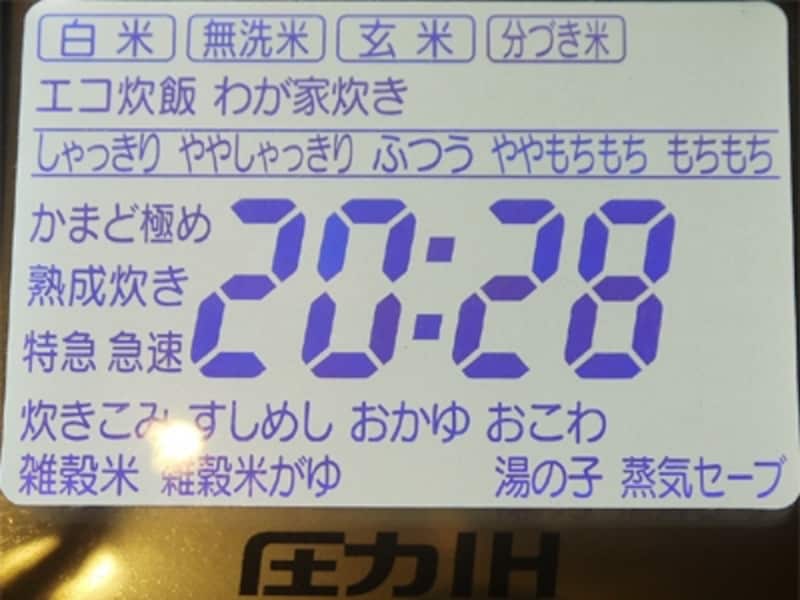 白米 無洗米 玄米 分づき米
エコ炊飯 わが家炊き
しゃっきり ややしゃっきり ふつう ややもちもち もちもち
かまど極め
熟成炊き
特急 急速
20:28
炊きこみ すしめし おかゆ おこわ
雑穀米 雑穀米がゆ 湯の子 蒸気セーブ
圧力IH